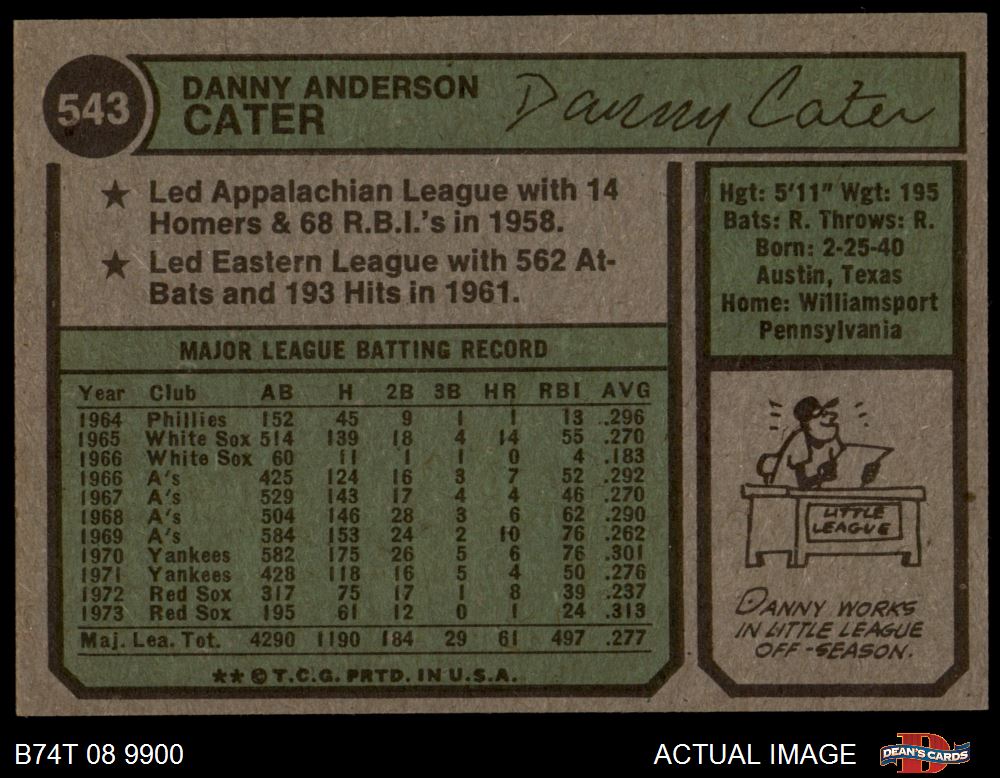 543
DANNY ANDERSON
CATER
Danny Cater
★ Led Appalachian League with 14
Homers & 68 R.B.I.'s in 1958.
★ Led Eastern League with 562 At-
Bats and 193 Hits in 1961.
Hgt: 5'11" Wgt: 195
Bats: R. Throws: R.
Born: 2-25-40
Austin, Texas
Home: Williamsport
Pennsylvania
MAJOR LEAGUE BATTING RECORD
Year Club AB H 2B 3B HR RBI AVG
1964 Phillies 152 45 9 1 1 13 .296
1965 White Sox 514 139 18 4 14 55 .270
1966 White Sox 60 11 1 1 0 4 .183
1966 A's 425 124 16 3 7 52 .292
1967 A's 529 143 17 4 4 46 .270
1968 A's 504 146 28 3 6 62 .290
1969 A's 584 153 24 2 10 76 .262
1970 Yankees 582 175 26 5 6 76 .301
1971 Yankees 428 118 16 5 4 50 .276
1972 Red Sox 317 75 17 1 8 39 .237
1973 Red Sox 195 61 12 0 1 24 .313
Maj. Lea. Tot. 4290 1190 184 29 61 497 .277
** © T.C.G. PRTD. IN U.S.A.
LITTLE
LEAGUE
DANNY WORKS
IN LITTLE LEAGUE
OFF-SEASON.
B74T 08 9900
ACTUAL IMAGE
DEAN'S CARDS